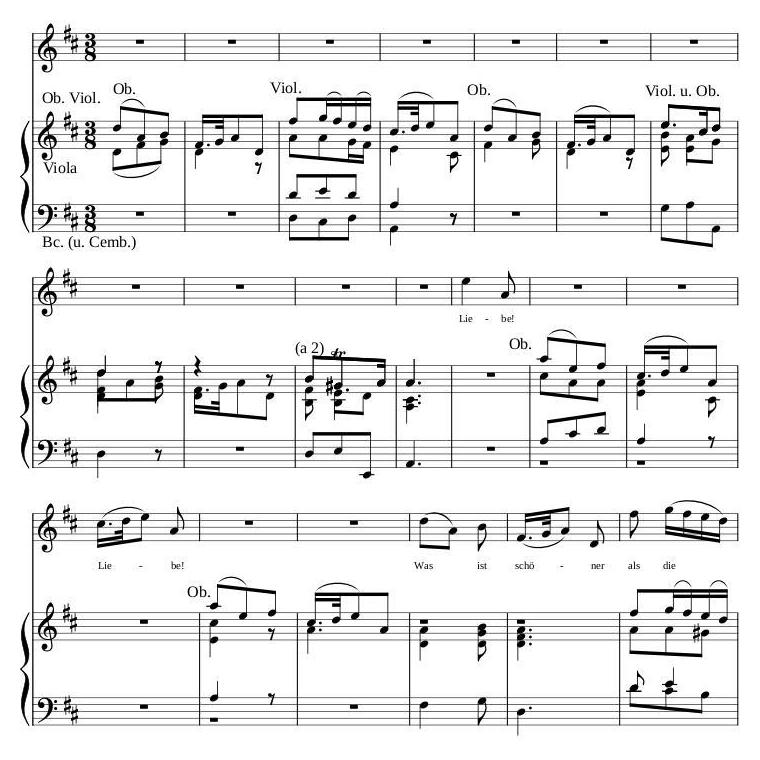 Ob. Viol. Ob. Viol. Ob. Viol. u. Ob.
Viola
Bc. (u. Cemb.)
Lie - be!
(a 2) tr Ob.
Lie - be! Was ist schö - ner als die
Ob.